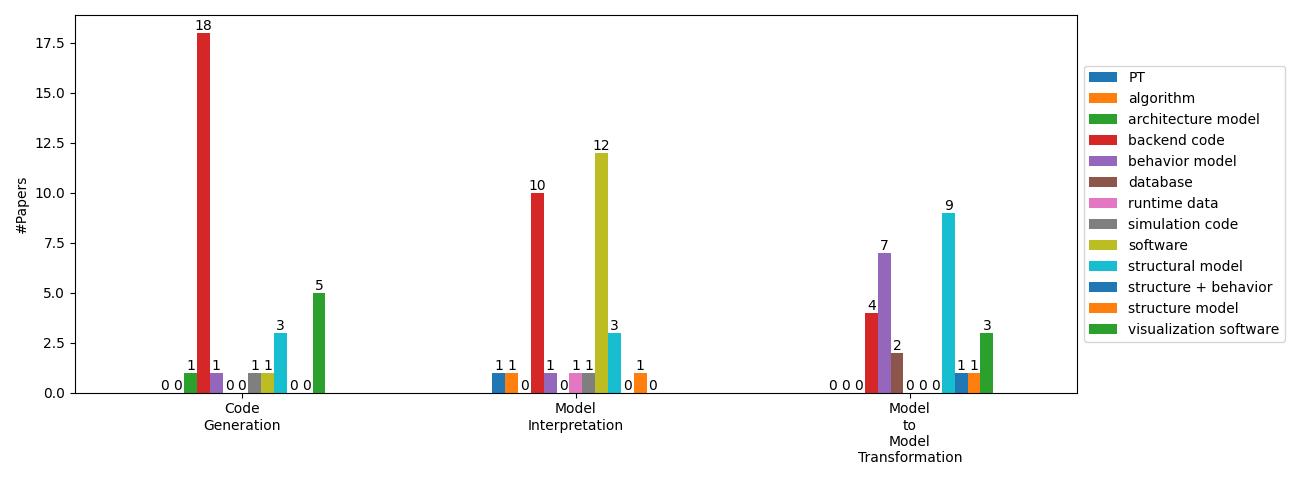 #Papers
17.5
15.0
12.5
10.0
7.5
5.0
2.5
0.0
0 0 1 18 1 0 0 1 1 3 0 0 5
1 1 0 10 1 0 1 1 12 3 0 1 0
0 0 0 4 7 2 0 0 0 9 1 1 3
Code
Generation
Model
Interpretation
Model
to
Model
Transformation
PT
algorithm
architecture model
backend code
behavior model
database
runtime data
simulation code
software
structural model
structure + behavior
structure model
visualization software